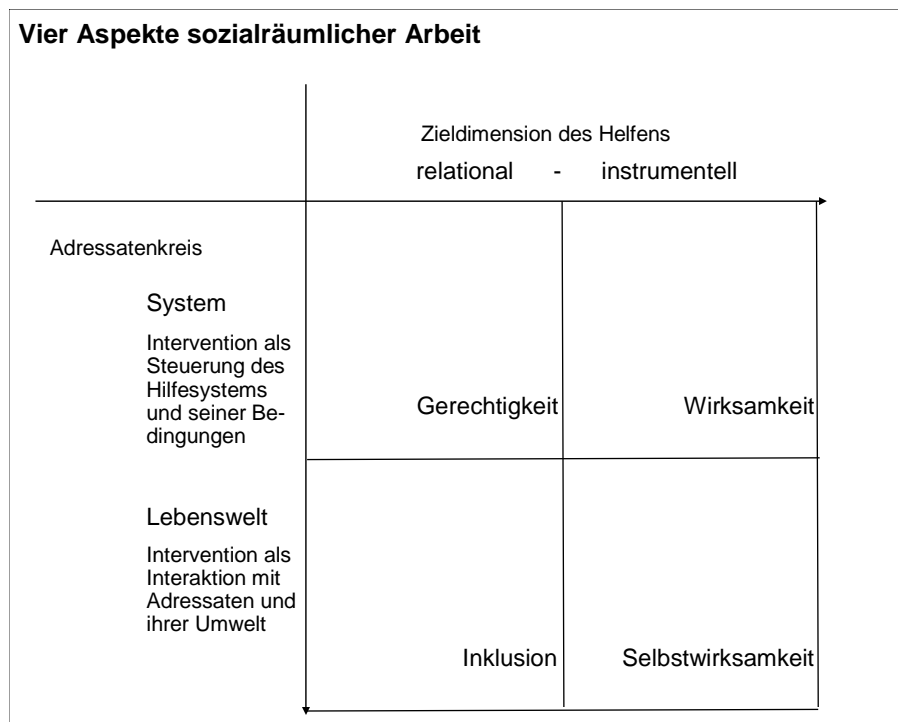 Vier Aspekte sozialräumlicher Arbeit
Zieldimension des Helfens
relational - instrumentell
Adressatenkreis
System
Intervention als
Steuerung des
Hilfesystems
und seiner Be-
dingungen
Gerechtigkeit
Wirksamkeit
Lebenswelt
Intervention als
Interaktion mit
Adressaten und
ihrer Umwelt
Inklusion
Selbstwirksamkeit